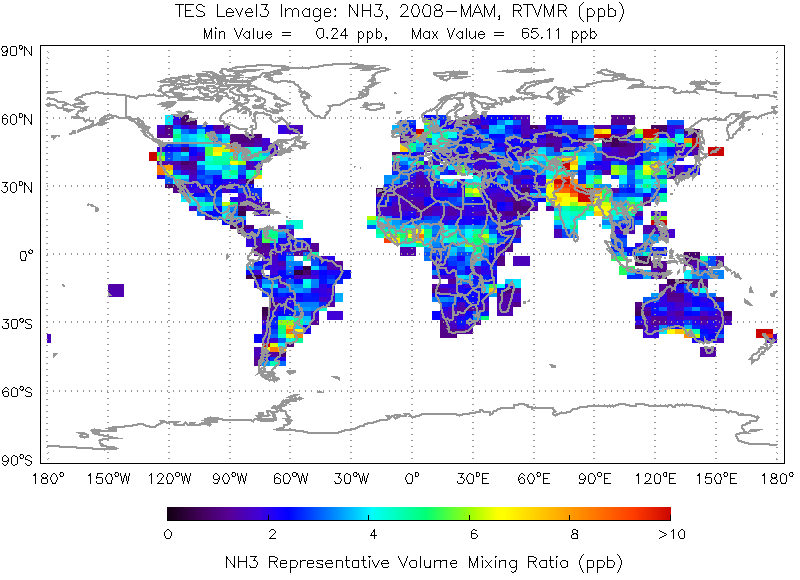 TES Level3 Image: NH3, 2008-MAM, RTVMR (ppb)
Min Value = 0.24 ppb, Max Value = 65.11 ppb
90°N
60°N
30°N
0°
30°S
60°S
90°S
180° 150°W 120°W 90°W 60°W 30°W 0° 30°E 60°E 90°E 120°E 150°E 180°
0 2 4 6 8 >10
NH3 Representative Volume Mixing Ratio (ppb)